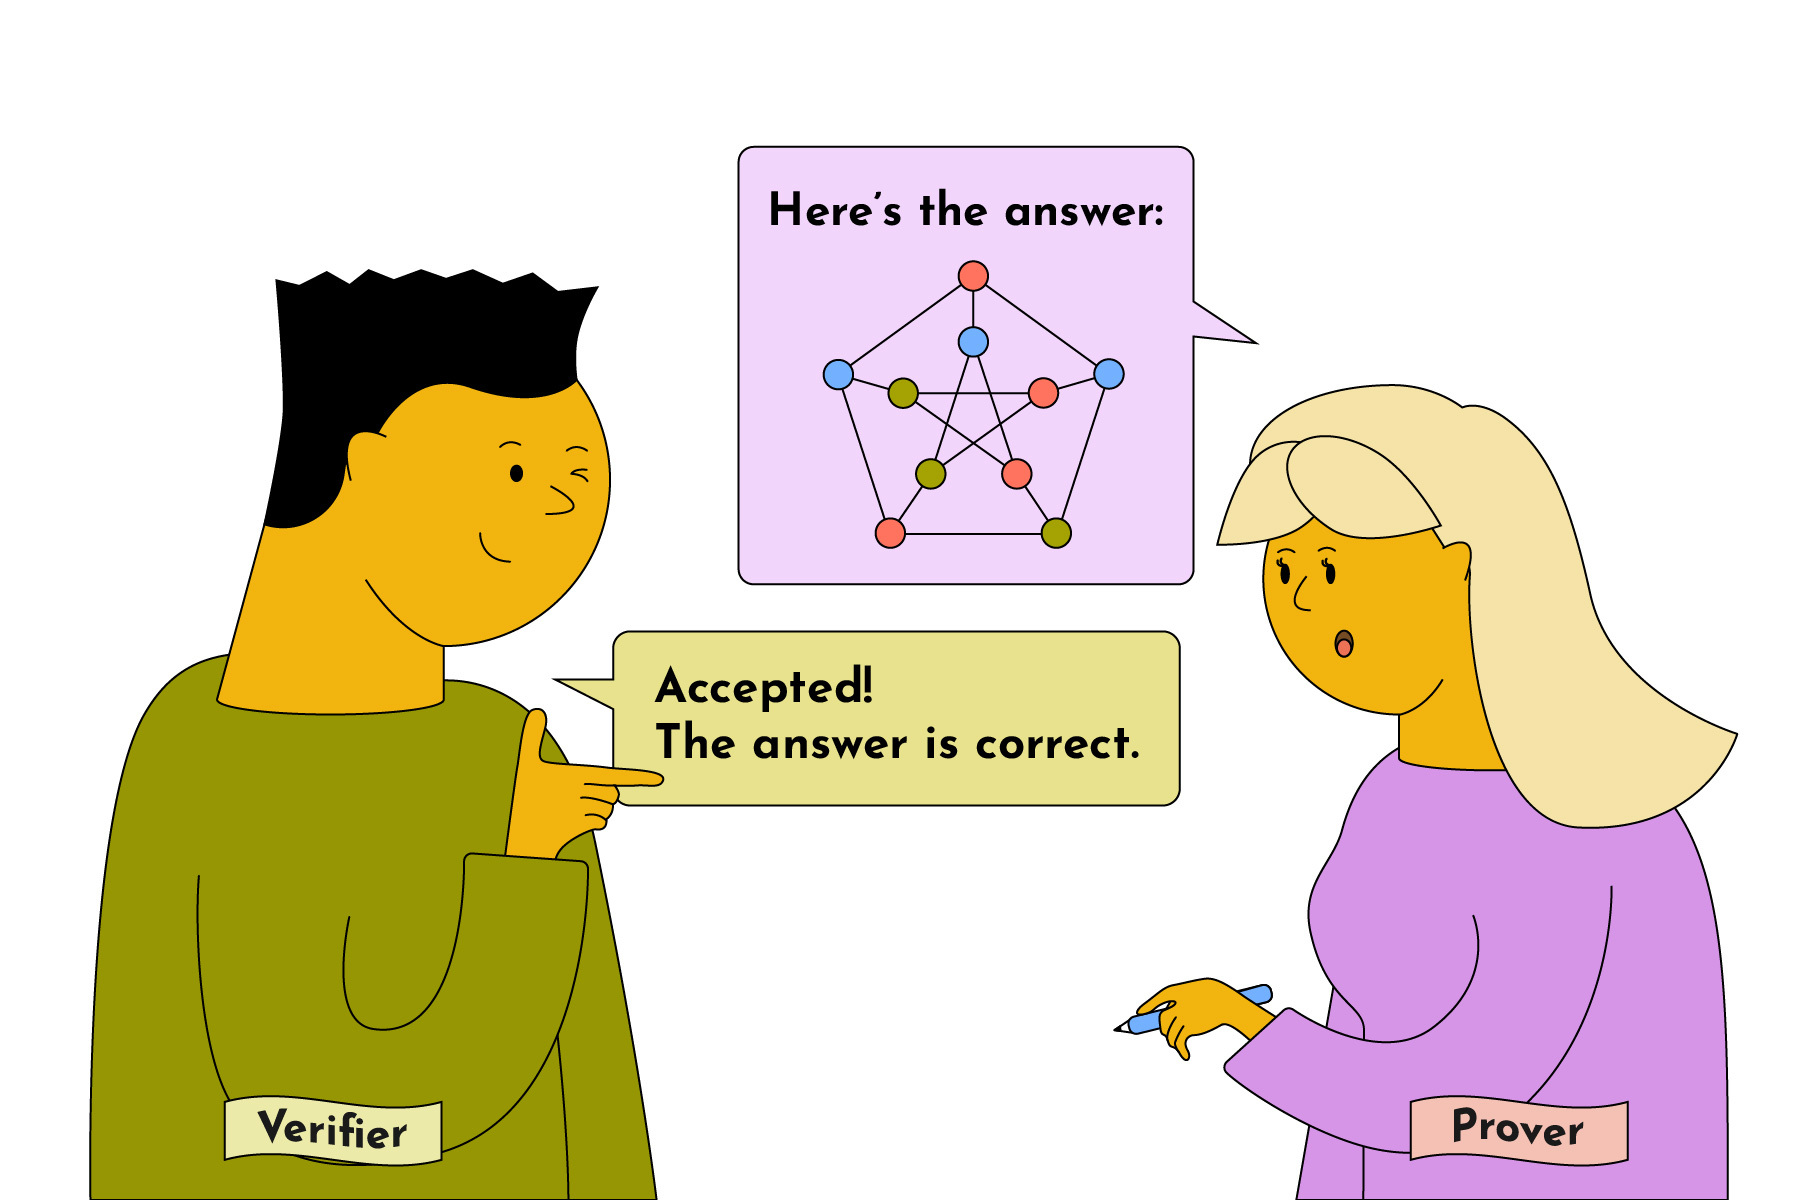 Here’s the answer:
Accepted!
The answer is correct.
Verifier
Prover